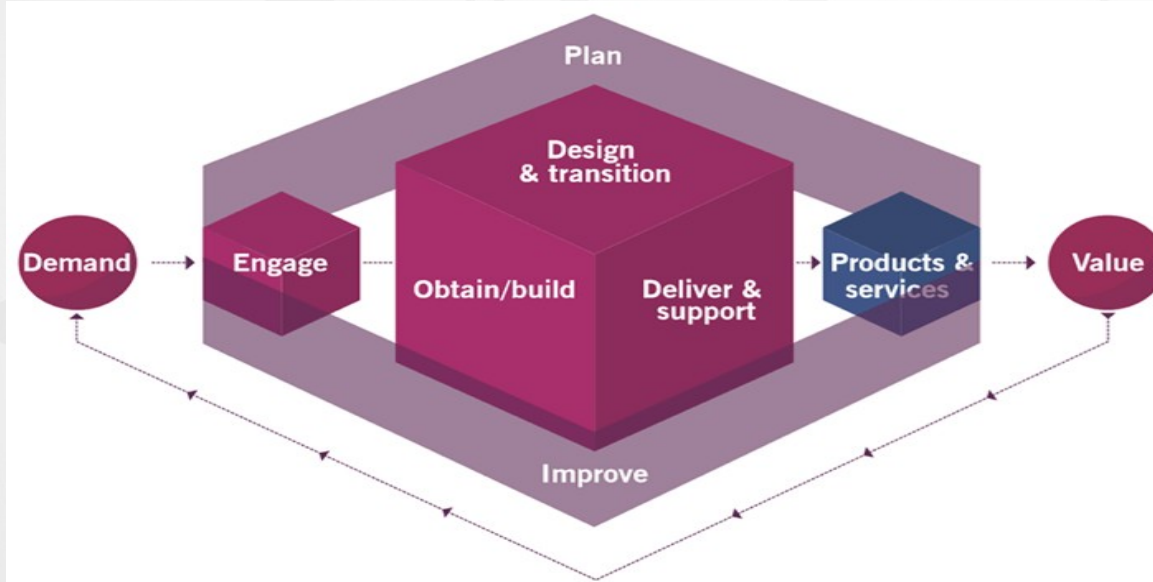 Plan
Design
& transition
Demand
Engage
Obtain/build
Deliver &
support
Products &
services
Value
Improve